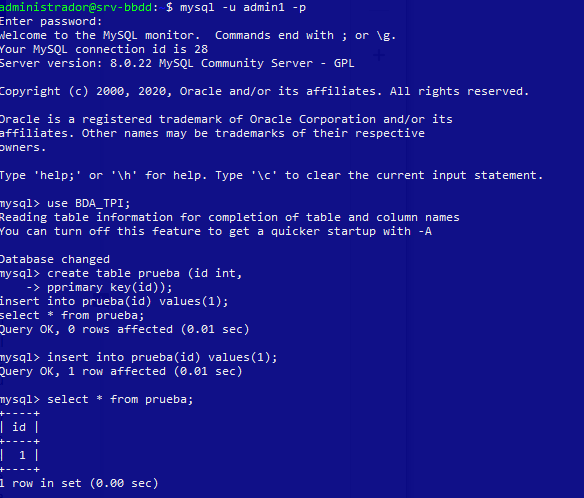 administrador@srv-bbdd: $ mysql -u admin1 -p
Enter password:
Welcome to the MySQL monitor.  Commands end with ; or \g.
Your MySQL connection id is 28
Server version: 8.0.22 MySQL Community Server - GPL
Copyright (c) 2000, 2020, Oracle and/or its affiliates. All rights reserved.
Oracle is a registered trademark of Oracle Corporation and/or its
affiliates. Other names may be trademarks of their respective
owners.
Type 'help;' or '\h' for help. Type '\c' to clear the current input statement.
mysql> use BDA_TPI;
Reading table information for completion of table and column names
You can turn off this feature to get a quicker startup with -A
Database changed
mysql> create table prueba (id int,
    -> pprimary key(id));
insert into prueba(id) values(1);
select * from prueba;
Query OK, 0 rows affected (0.01 sec)
mysql> insert into prueba(id) values(1);
Query OK, 1 row affected (0.01 sec)
mysql> select * from prueba;
+----+
| id |
+----+
|  1 |
+----+
1 row in set (0.00 sec)